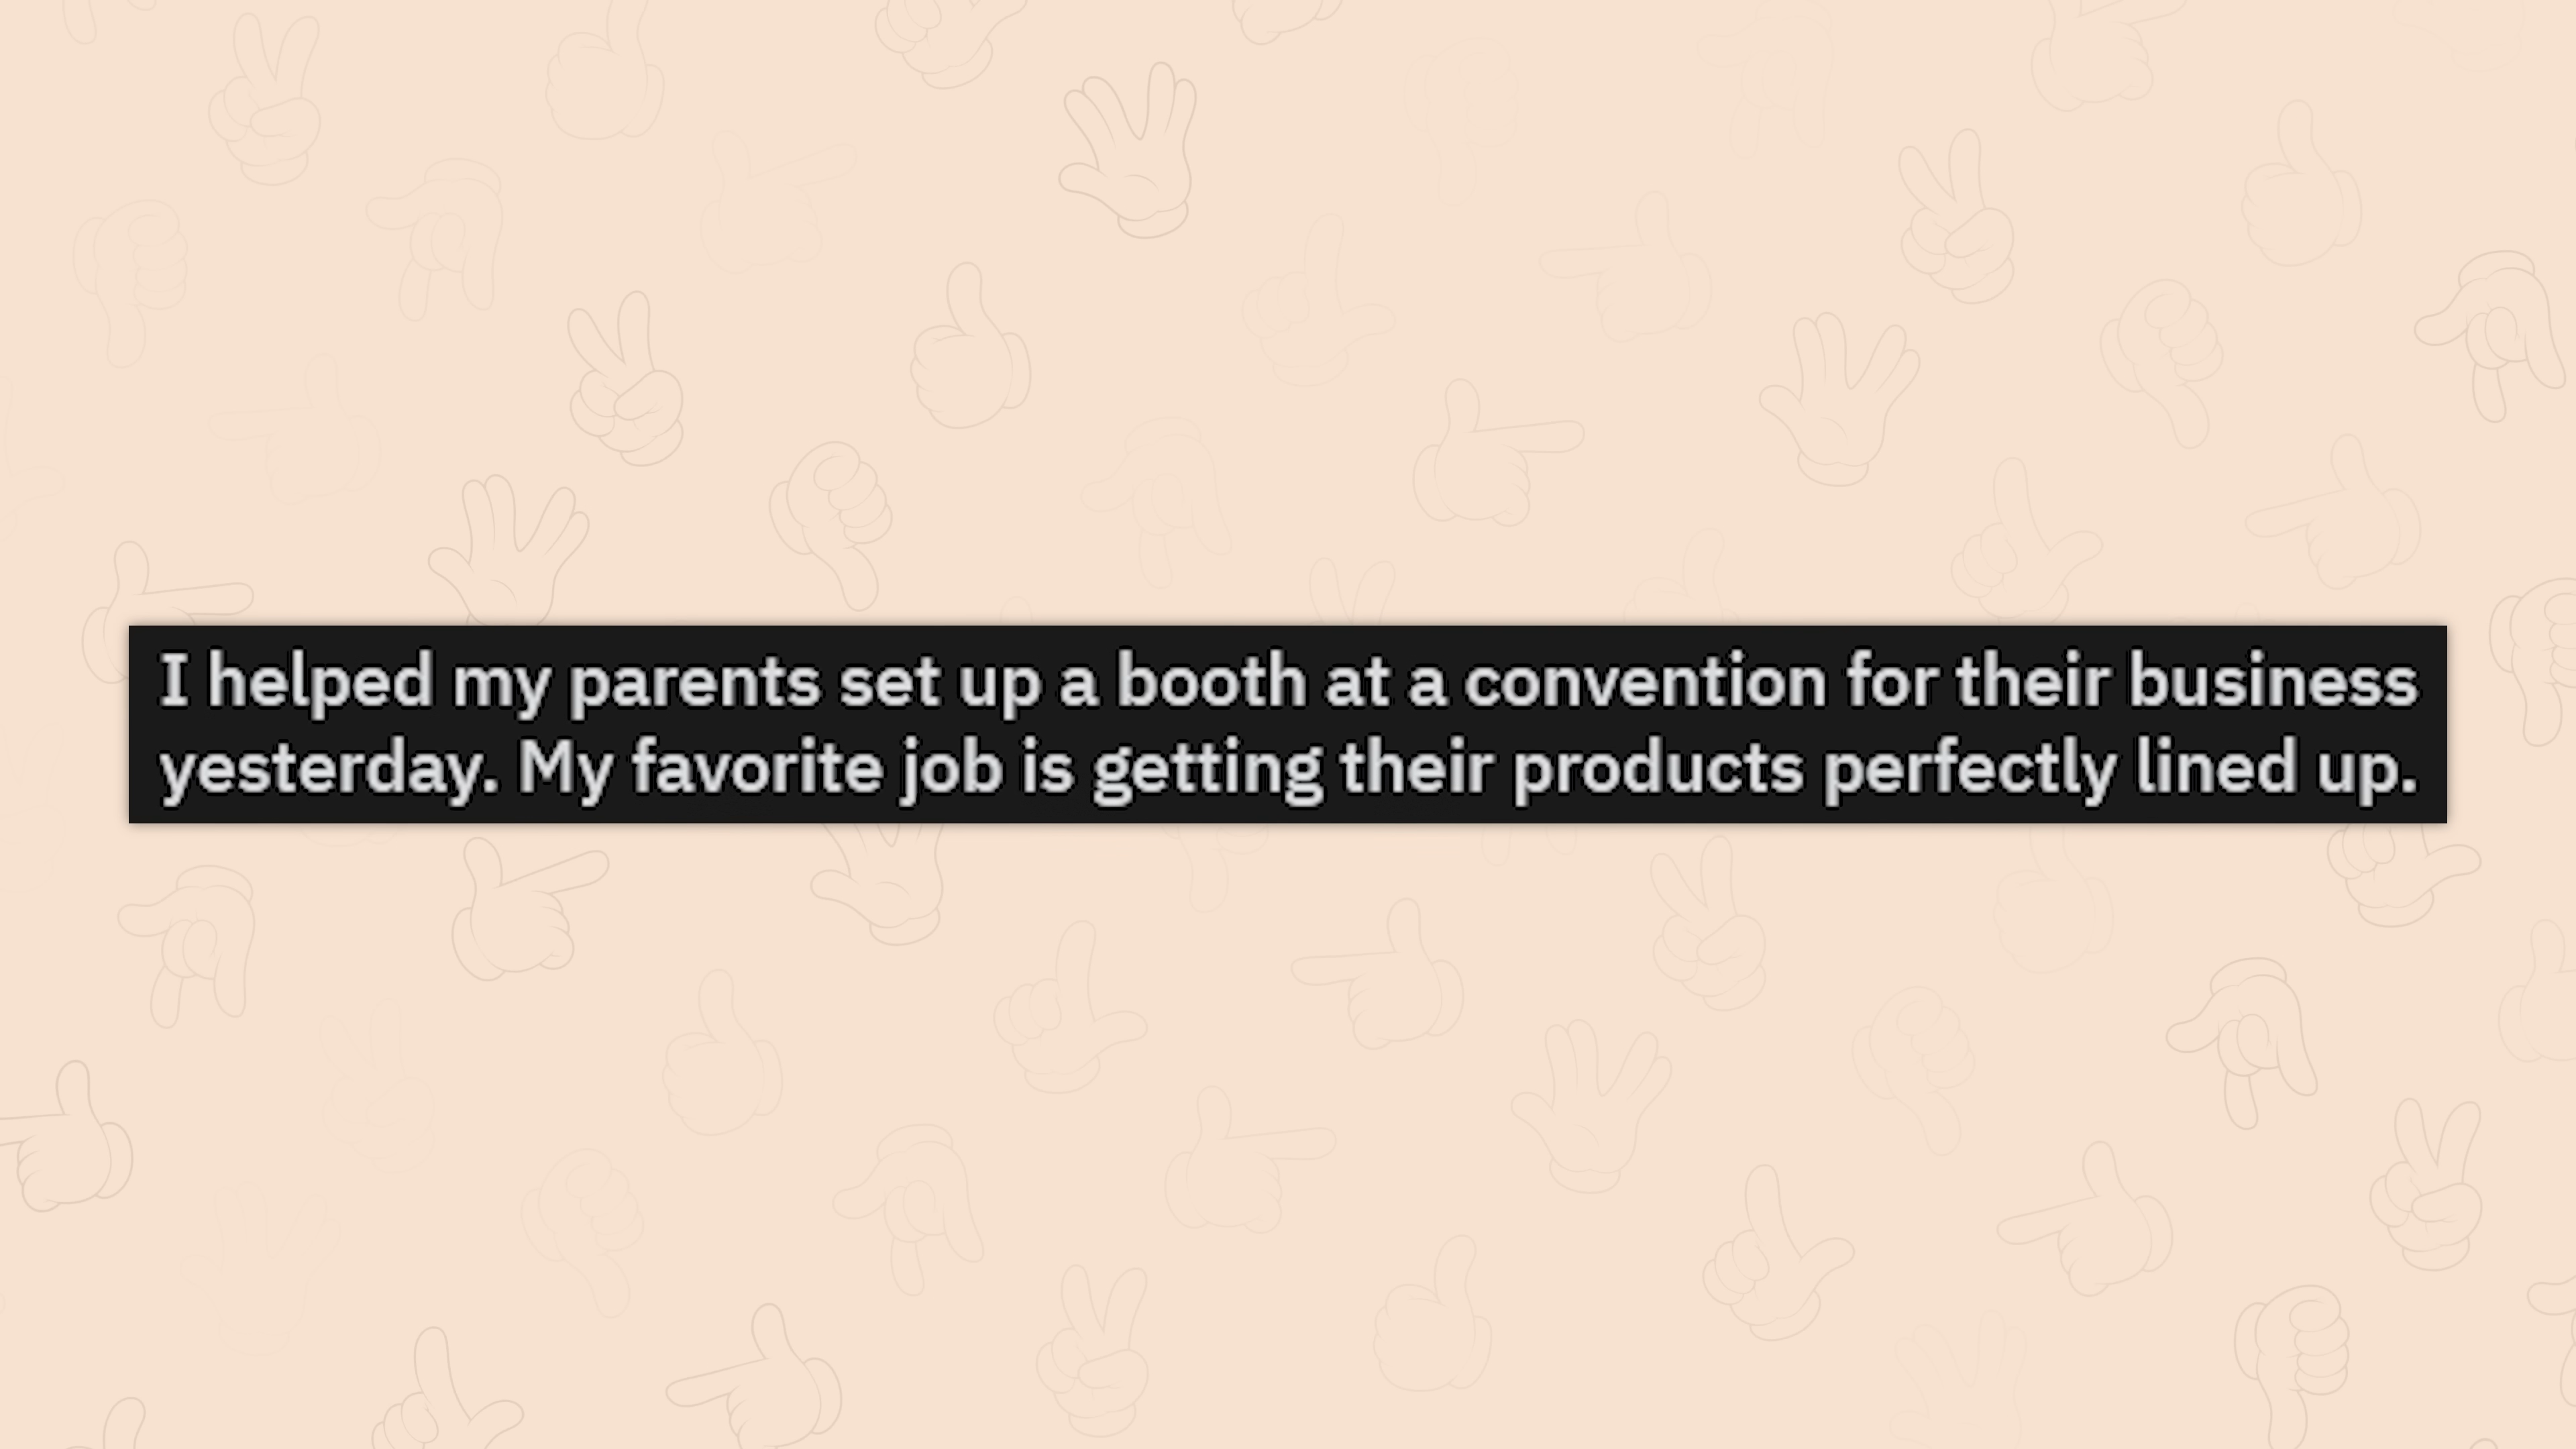 I helped my parents set up a booth at a convention for their business
yesterday. My favorite job is getting their products perfectly lined up.